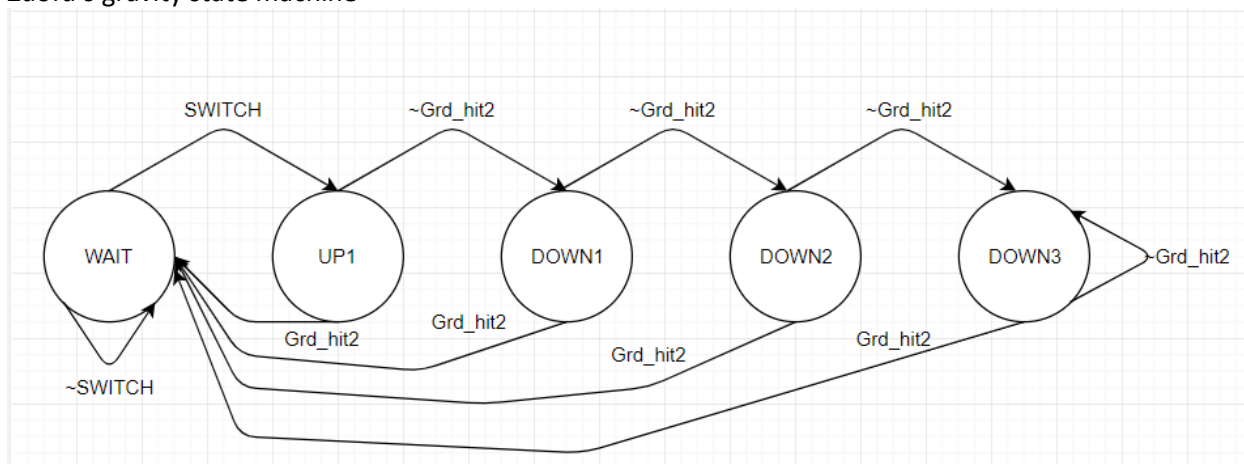 SWITCH
~Grd_hit2
~Grd_hit2
~Grd_hit2
WAIT
UP1
DOWN1
DOWN2
DOWN3
~Grd_hit2
Grd_hit2
Grd_hit2
Grd_hit2
Grd_hit2
~SWITCH